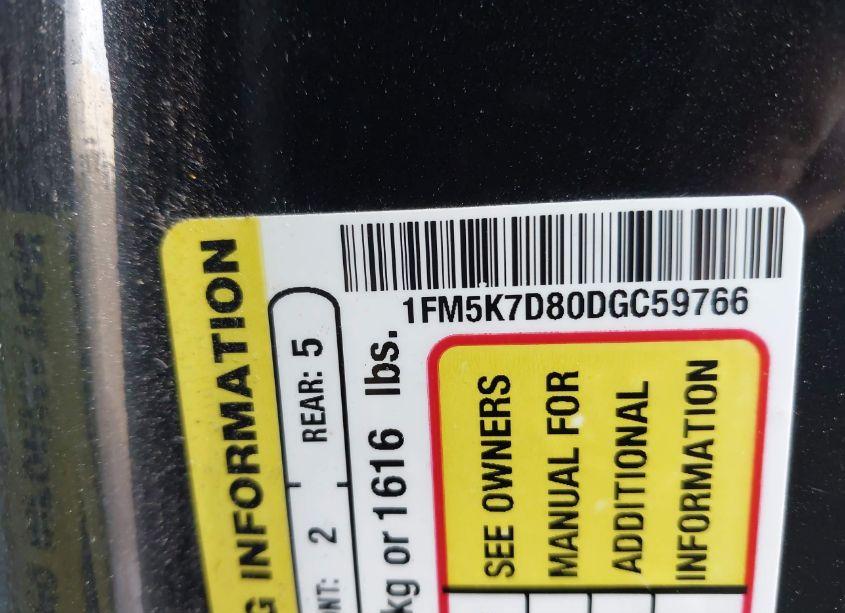 1FM5K7D80DGC59766
INFORMATION
REAR: 5
2
kg or 1616 lbs.
SEE OWNERS
MANUAL FOR
ADDITIONAL
INFORMATION